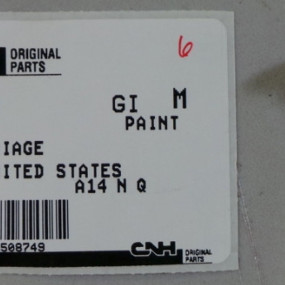 ORIGINAL
PARTS
6
GI M
PAINT
IAGE
ITED STATES
A14 N Q
508749
CNH ORIGINAL
PARTS